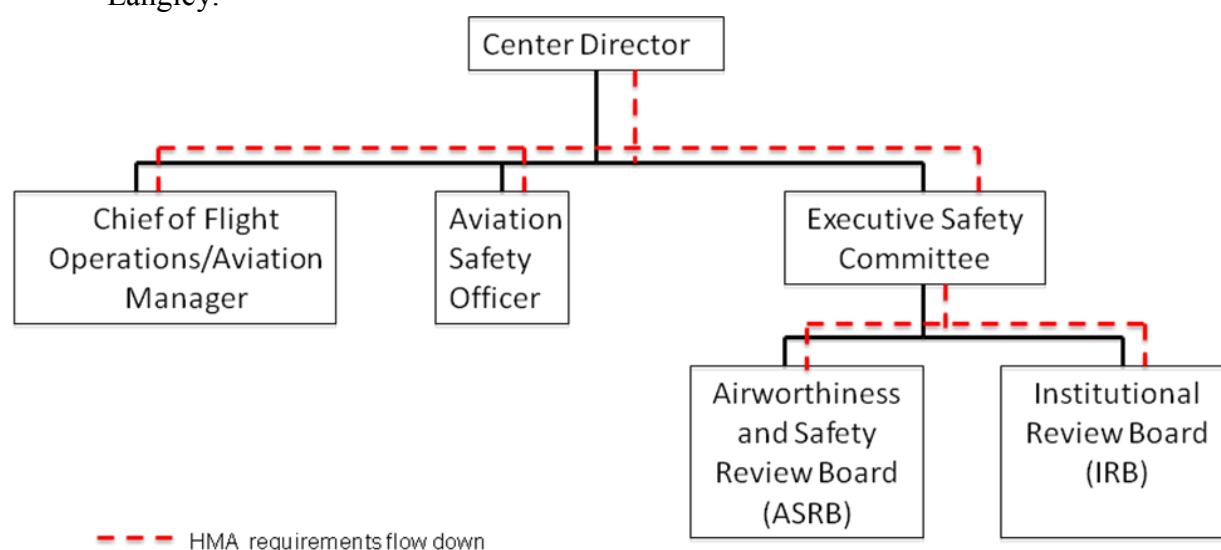 Langley.
Center Director
Chief of Flight
Operations/Aviation
Manager
Aviation
Safety
Officer
Executive Safety
Committee
Airworthiness
and Safety
Review Board
(ASRB)
Institutional
Review Board
(IRB)
HMA requirements flow down